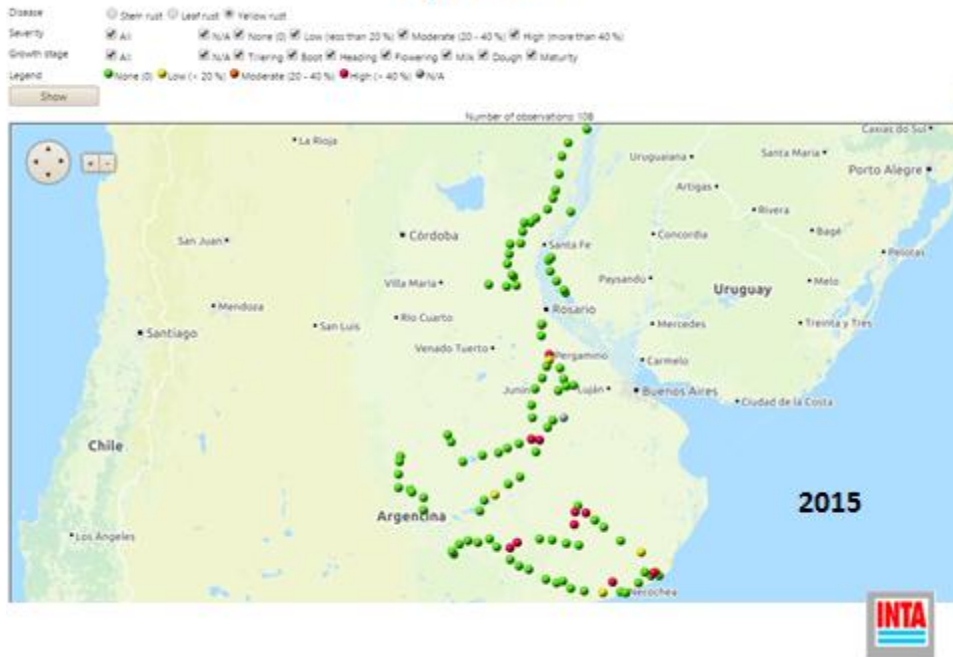 Disease Stem rust Leaf rust Yellow rust
Severity All N/A None (0) Low (less than 20 %) Moderate (20 - 40 %) High (more than 40 %)
Growth stage All N/A Tillering Boot Heading Flowering Milk Dough Maturity
Legend None (0) Low (< 20 %) Moderate (20 - 40 %) High (> 40 %) N/A
Show
Number of observations: 108
La Rioja
Caxias do Sul
Uruguaiana
Santa Maria
Porto Alegre
Artigas
Rivera
San Juan
Córdoba
Santa Fe
Concordia
Bagé
Pelotas
Villa María
Paysandu
Uruguay
Melo
Mendoza
Río Cuarto
Rosario
Santiago
San Luis
Mercedes
Treinta y Tres
Venado Tuerto
Pergamino
Carmelo
Junín
Luján
Buenos Aires
Ciudad de la Costa
Chile
2015
Argentina
Los Ángeles
Necochea
INTA